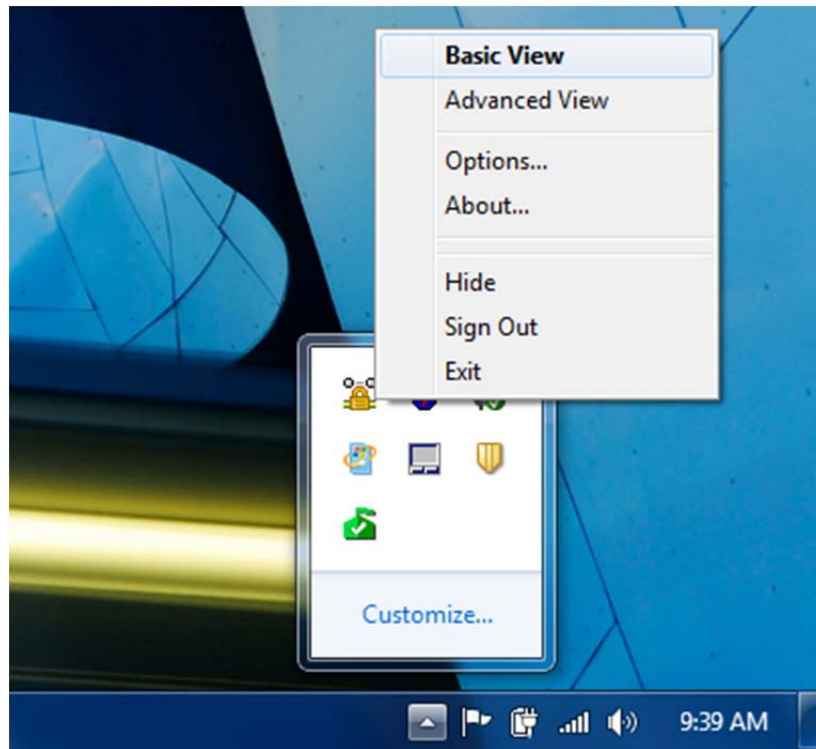 Basic View
Advanced View
Options...
About...
Hide
Sign Out
Exit
Customize...
9:39 AM